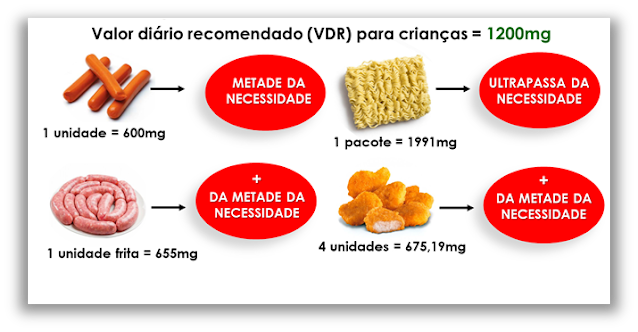 Valor diário recomendado (VDR) para crianças = 1200mg
METADE DA
NECESSIDADE
1 unidade = 600mg
ULTRAPASSA DA
NECESSIDADE
1 pacote = 1991mg
+
DA METADE DA
NECESSIDADE
1 unidade frita = 655mg
+
DA METADE DA
NECESSIDADE
4 unidades = 675,19mg